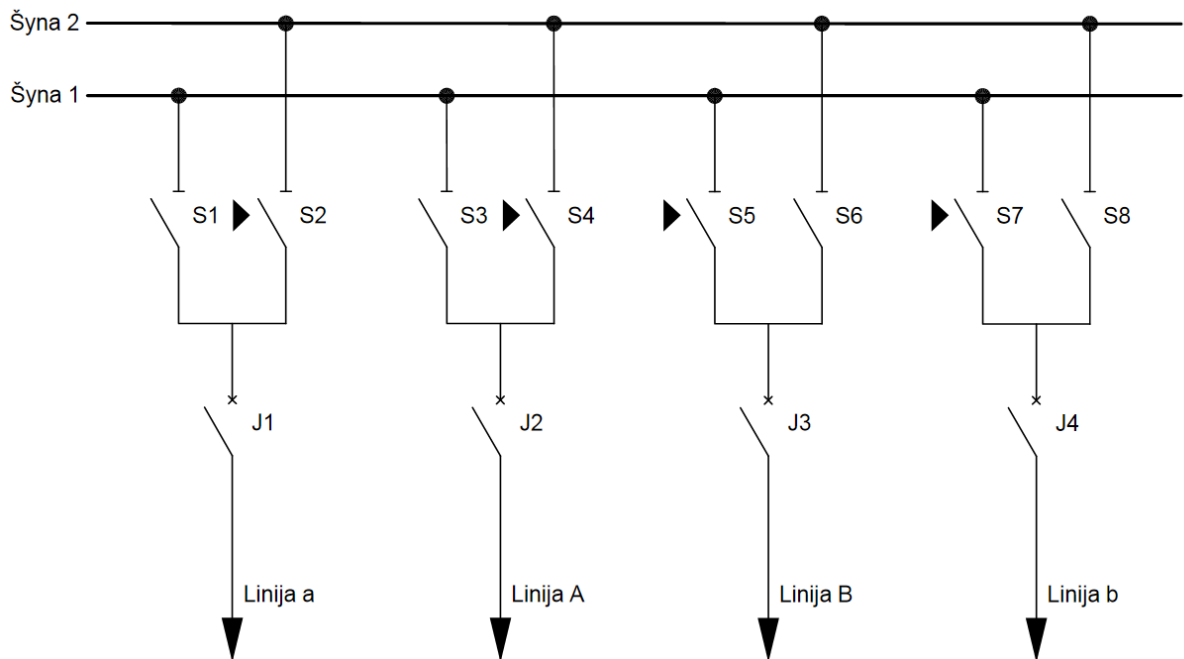 Šyna 2
Šyna 1
S1 S2 S3 S4 S5 S6 S7 S8
J1 J2 J3 J4
Linija a Linija A Linija B Linija b